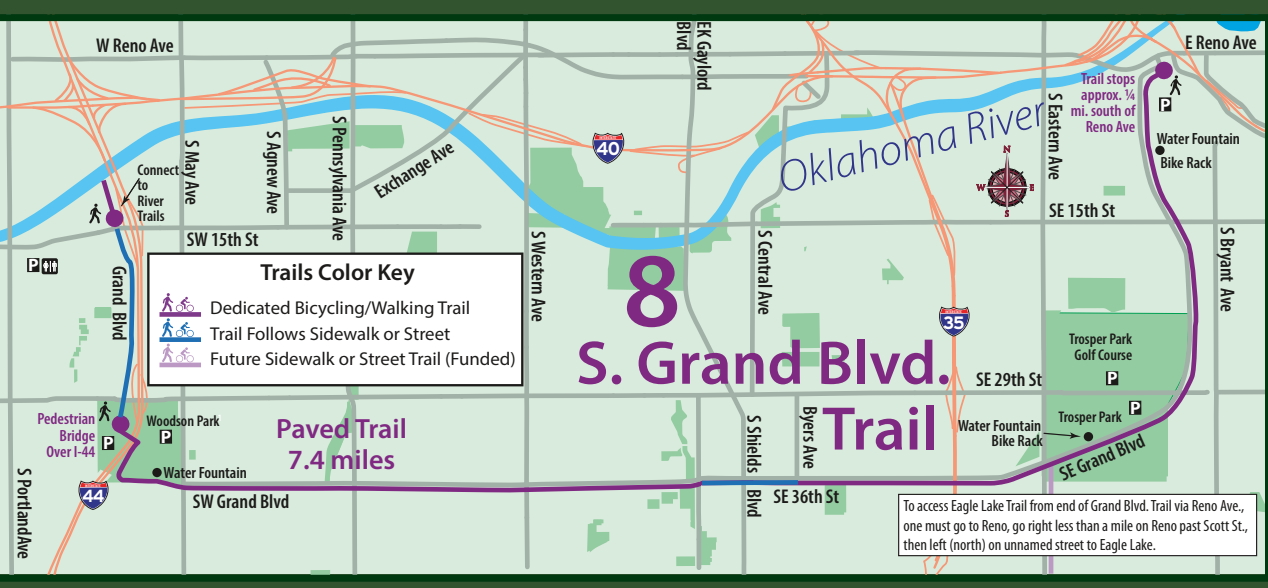 W Reno Ave
EK Gaylord
Blvd
E Reno Ave
Trail stops
approx. ¼
mi. south of
Reno Ave
P
S Eastern Ave
Water Fountain
Bike Rack
S May Ave
S Agnew Ave
S Pennsylvania Ave
Exchange Ave
INTERSTATE
40
Oklahoma River
N
W
E
S
Connect
to
River
Trails
SE 15th St
SW 15th St
P
Grand Blvd
S Western Ave
S Central Ave
S Bryant Ave
Trails Color Key
Dedicated Bicycling/Walking Trail
Trail Follows Sidewalk or Street
Future Sidewalk or Street Trail (Funded)
8
S. Grand Blvd.
Trail
INTERSTATE
35
Trosper Park
Golf Course
P
SE 29th St
Pedestrian
Bridge
Over I-44
P
Woodson Park
P
Paved Trail
7.4 miles
Water Fountain
S Shields Blvd
Byers Ave
Trosper Park
P
Water Fountain
Bike Rack
SE Grand Blvd
S Portland Ave
INTERSTATE
44
SW Grand Blvd
SE 36th St
To access Eagle Lake Trail from end of Grand Blvd. Trail via Reno Ave.,
one must go to Reno, go right less than a mile on Reno past Scott St.,
then left (north) on unnamed street to Eagle Lake.